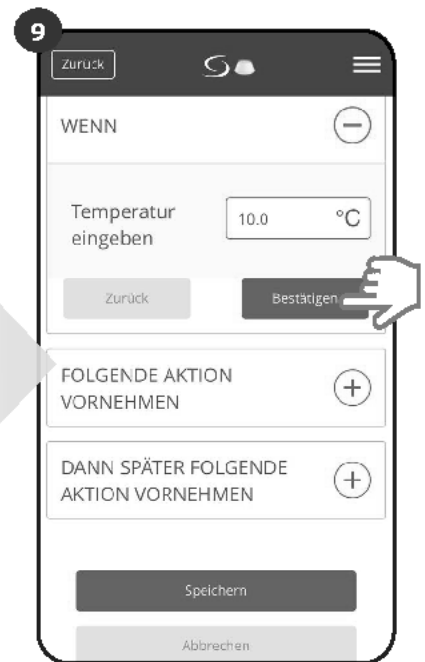 9
Zurück
WENN
Temperatur
eingeben
10.0 °C
Zurück Bestätigen
FOLGENDE AKTION
VORNEHMEN
DANN SPÄTER FOLGENDE
AKTION VORNEHMEN
Speichern
Abbrechen